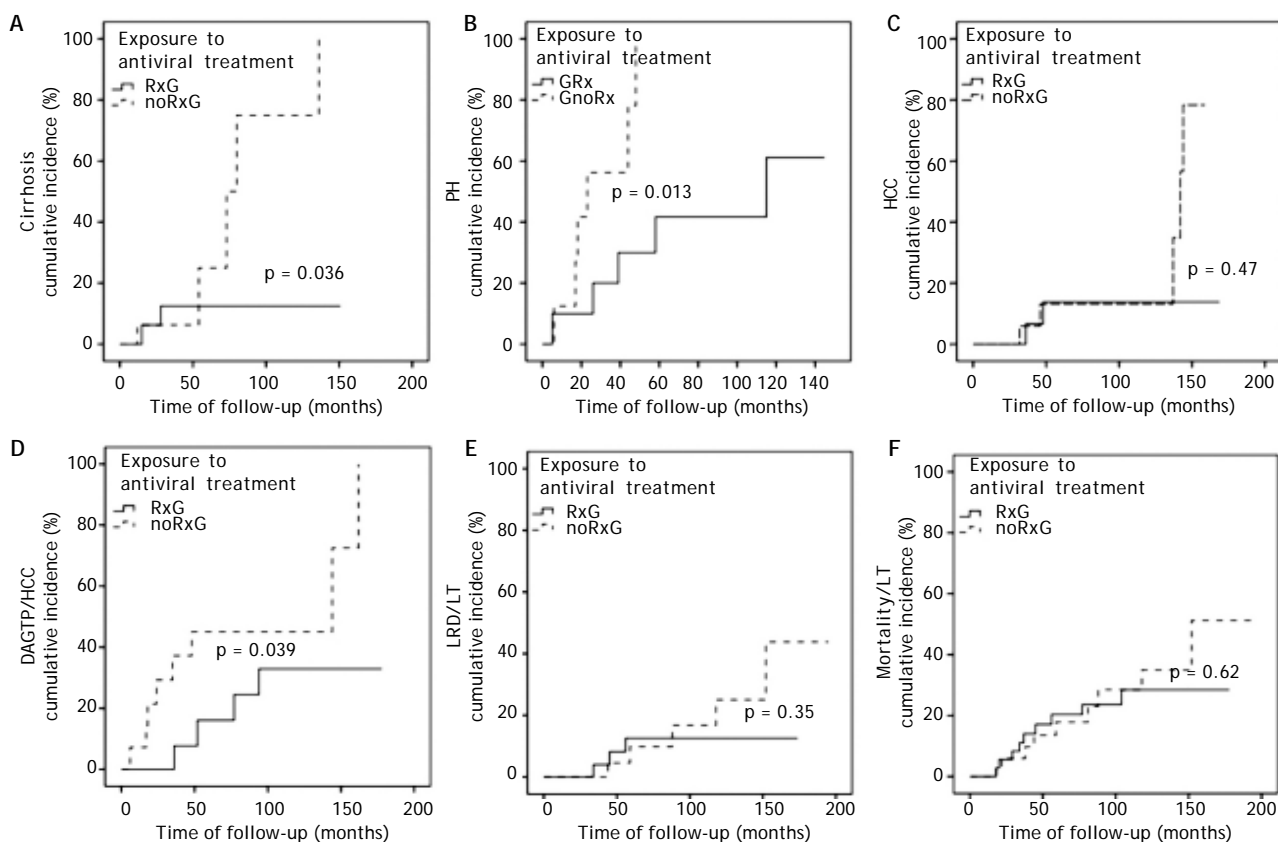 A
Exposure to
antiviral treatment
RxG
noRxG
Cirrhosis
cumulative incidence (%)
100
80
60
40
20
0
p = 0.036
0 50 100 150 200
Time of follow-up (months)
B
Exposure to
antiviral treatment
GRx
GnoRx
PH
cumulative incidence (%)
100
80
60
40
20
0
p = 0.013
0 20 40 60 80 100 120 140
Time of follow-up (months)
C
Exposure to
antiviral treatment
RxG
noRxG
HCC
cumulative incidence (%)
100
80
60
40
20
0
p = 0.47
0 50 100 150 200
Time of follow-up (months)
D
Exposure to
antiviral treatment
RxG
noRxG
DAGTP/HCC
cumulative incidence (%)
100
80
60
40
20
0
p = 0.039
0 50 100 150 200
Time of follow-up (months)
E
Exposure to
antiviral treatment
RxG
noRxG
LRD/LT
cumulative incidence (%)
100
80
60
40
20
0
p = 0.35
0 50 100 150 200
Time of follow-up (months)
F
Exposure to
antiviral treatment
RxG
noRxG
Mortality/LT
cumulative incidence (%)
100
80
60
40
20
0
p = 0.62
0 50 100 150 200
Time of follow-up (months)